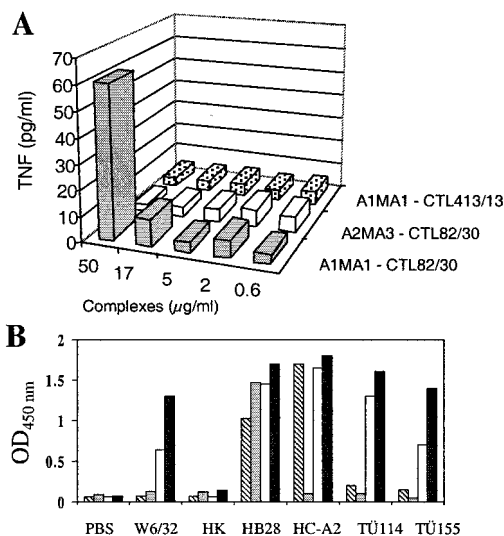 A
TNF (pg/ml)
70
60
50
40
30
20
10
0
50
17
5
2
0.6
Complexes (μg/ml)
A1MA1 - CTL413/13
A2MA3 - CTL82/30
A1MA1 - CTL82/30
B
OD450 nm
2
1.5
1
0.5
0
PBS W6/32 HK HB28 HC-A2 TÜ114 TÜ155